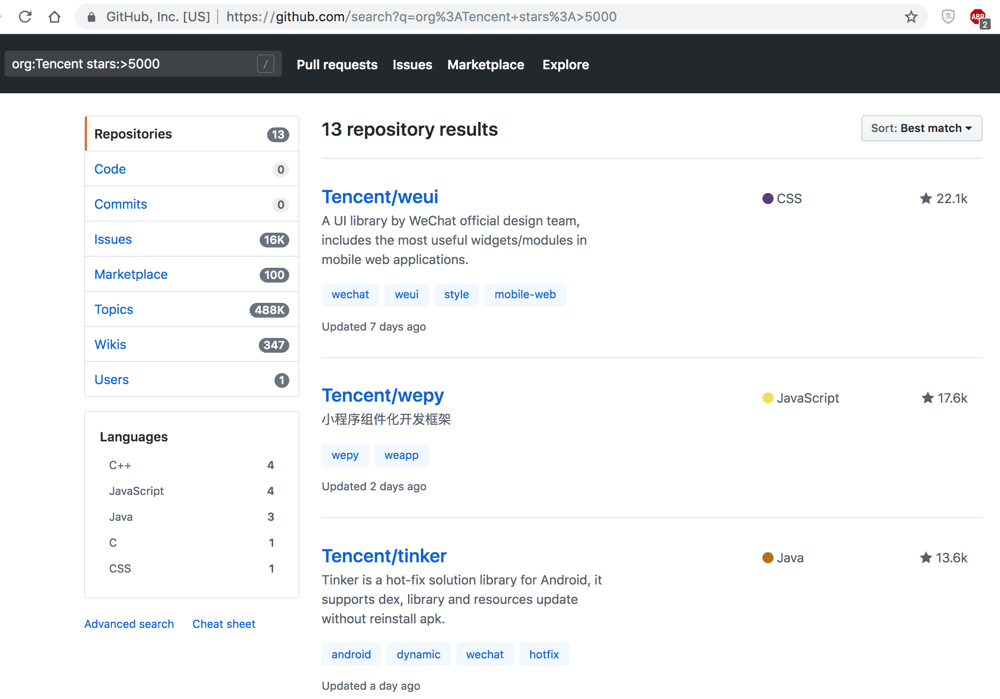 GitHub, Inc. [US] | https://github.com/search?q=org%3ATencent+stars%3A>5000
ABP
2
org:Tencent stars:>5000 /
Pull requests Issues Marketplace Explore
Repositories 13
Code 0
Commits 0
Issues 16K
Marketplace 100
Topics 488K
Wikis 347
Users 1
Languages
C++ 4
JavaScript 4
Java 3
C 1
CSS 1
Advanced search Cheat sheet
13 repository results
Sort: Best match
Tencent/weui
CSS
22.1k
A UI library by WeChat official design team,
includes the most useful widgets/modules in
mobile web applications.
wechat weui style mobile-web
Updated 7 days ago
Tencent/wepy
JavaScript
17.6k
小程序组件化开发框架
wepy weapp
Updated 2 days ago
Tencent/tinker
Java
13.6k
Tinker is a hot-fix solution library for Android, it
supports dex, library and resources update
without reinstall apk.
android dynamic wechat hotfix
Updated a day ago